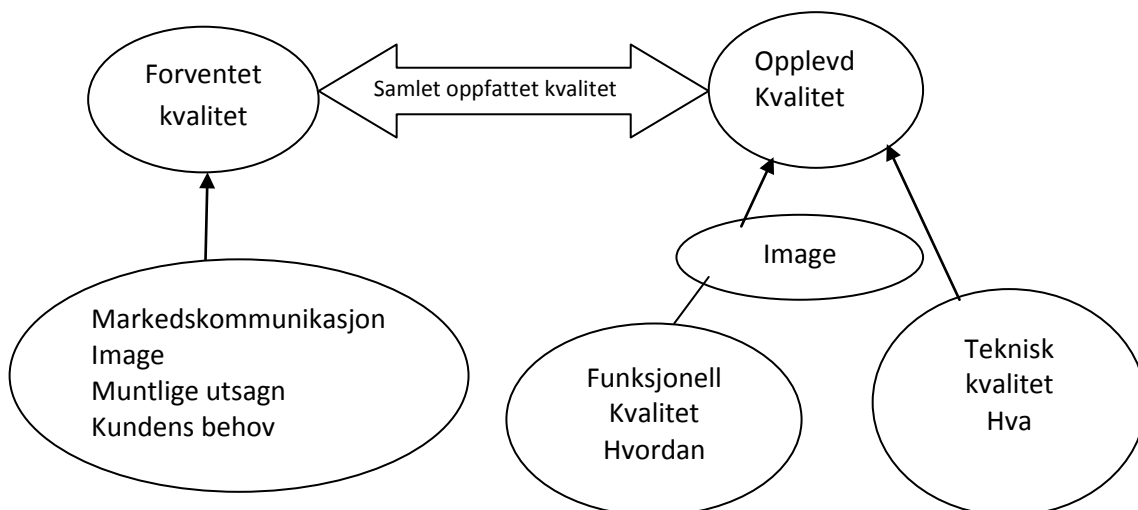 Forventet
kvalitet
Samlet oppfattet kvalitet
Opplevd
Kvalitet
Image
Markedskommunikasjon
Image
Muntlige utsagn
Kundens behov
Funksjonell
Kvalitet
Hvordan
Teknisk
kvalitet
Hva